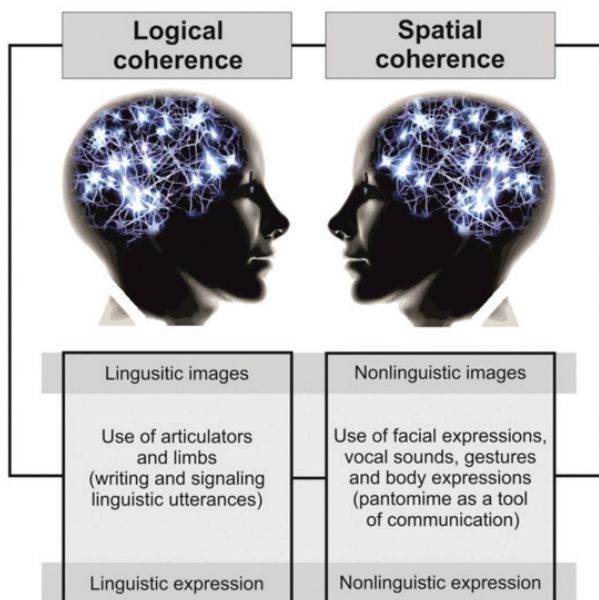 Logical
coherence
Spatial
coherence
Lingusitic images
Nonlinguistic images
Use of articulators
and limbs
(writing and signaling
linguistic utterances)
Use of facial expressions,
vocal sounds, gestures
and body expressions
(pantomime as a tool
of communication)
Linguistic expression
Nonlinguistic expression